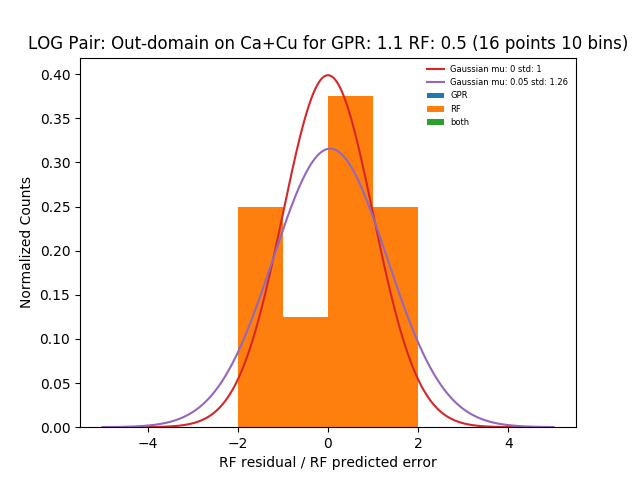 LOG Pair: Out-domain on Ca+Cu for GPR: 1.1 RF: 0.5 (16 points 10 bins)
Gaussian mu: 0 std: 1
Gaussian mu: 0.05 std: 1.26
GPR
RF
both
Normalized Counts
0.40
0.35
0.30
0.25
0.20
0.15
0.10
0.05
0.00
−4 −2 0 2 4
RF residual / RF predicted error